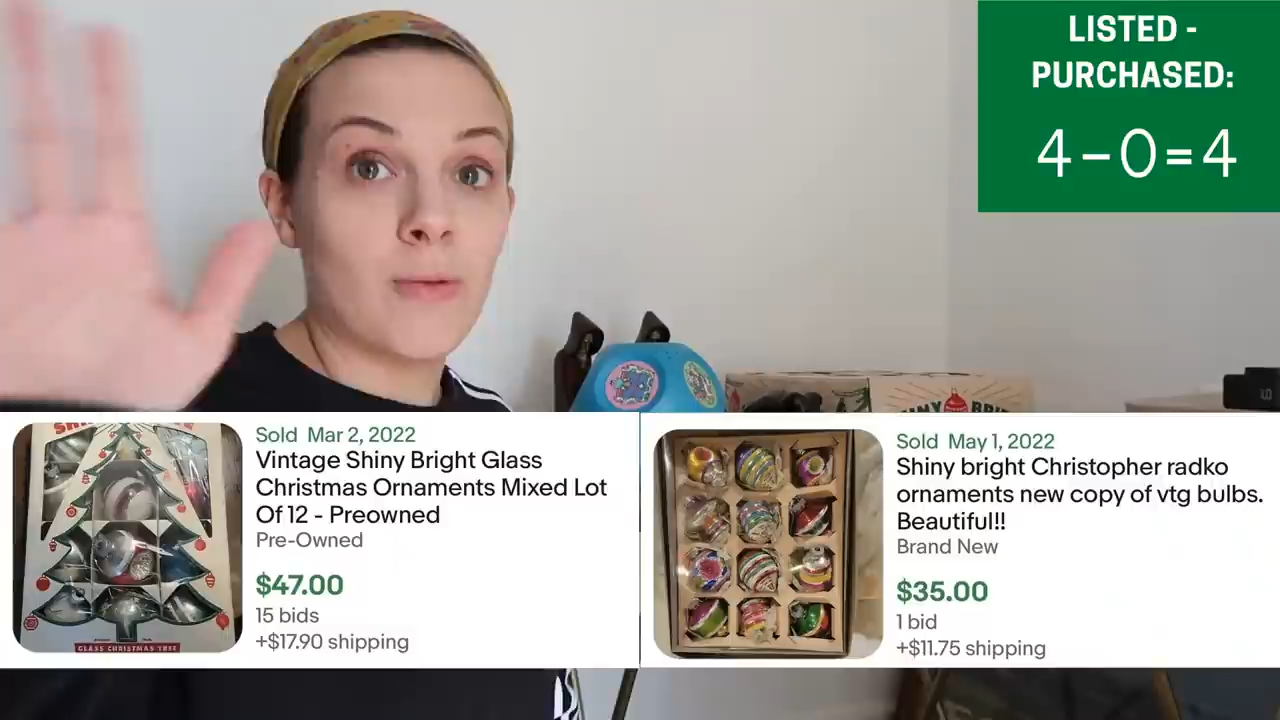 LISTED -
PURCHASED:
4-0=4
Sold Mar 2, 2022
Vintage Shiny Bright Glass
Christmas Ornaments Mixed Lot
Of 12 - Preowned
Pre-Owned
$47.00
15 bids
+$17.90 shipping
GLASS CHRISTMAS TREE
Sold May 1, 2022
Shiny bright Christopher radko
ornaments new copy of vtg bulbs.
Beautiful!!
Brand New
$35.00
1 bid
+$11.75 shipping